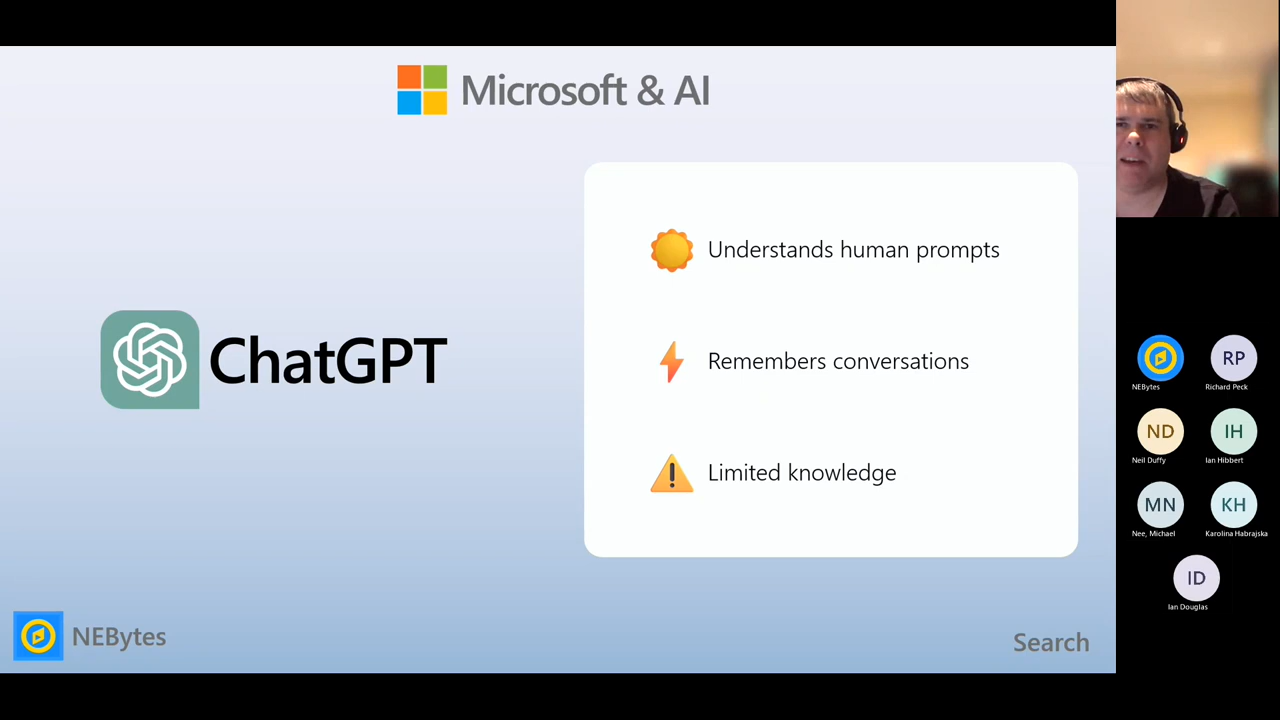 Microsoft & AI
ChatGPT
Understands human prompts
Remembers conversations
Limited knowledge
NEBytes
Search
NEBytes
RP
Richard Peck
ND
Neil Duffy
IH
Ian Hibbert
MN
Nee, Michael
KH
Karolina Habrajska
ID
Ian Douglas